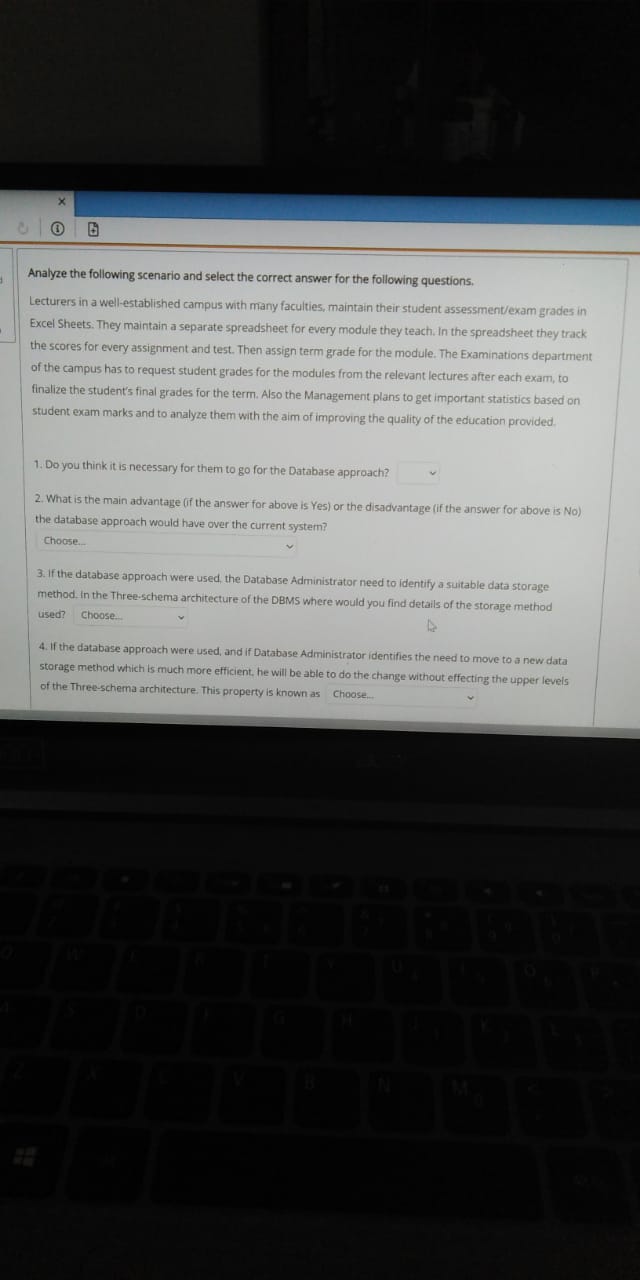 Analyze the following scenario and select the correct answer for the following questions.
Lecturers in a well-established campus with many faculties, maintain their student assessment/exam grades in
Excel Sheets. They maintain a separate spreadsheet for every module they teach. In the spreadsheet they track
the scores for every assignment and test. Then assign term grade for the module. The Examinations department
of the campus has to request student grades for the modules from the relevant lectures after each exam, to
finalize the student's final grades for the term. Also the Management plans to get important statistics based on
student exam marks and to analyze them with the aim of improving the quality of the education provided.
1. Do you think it is necessary for them to go for the Database approach?
2. What is the main advantage (if the answer for above is Yes) or the disadvantage (if the answer for above is No)
the database approach would have over the current system?
Choose...
3. If the database approach were used, the Database Administrator need to identify a suitable data storage
method. In the Three-schema architecture of the DBMS where would you find details of the storage method
used? Choose...
4. If the database approach were used, and if Database Administrator identifies the need to move to a new data
storage method which is much more efficient, he will be able to do the change without effecting the upper levels
of the Three-schema architecture. This property is known as Choose...
W U O
D G H K
X V B N M